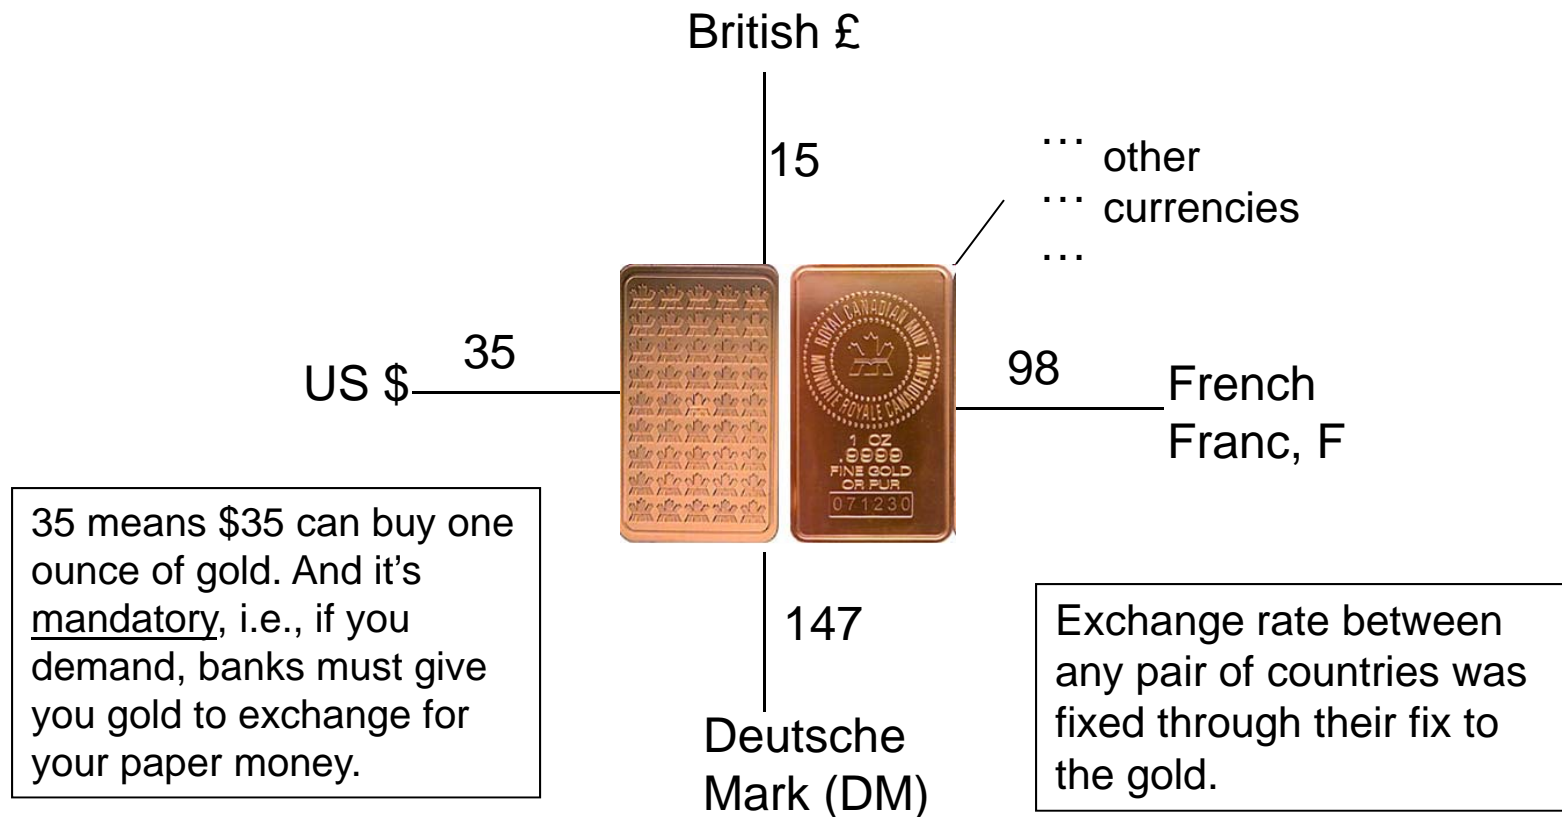 British £
15
… other
… currencies
…
US $
35
98
French
Franc, F
ROYAL CANADIAN MINT
MONNAIE ROYALE CANADIENNE
1 OZ
.9999
FINE GOLD
OR PUR
071230
35 means $35 can buy one
ounce of gold. And it’s
mandatory, i.e., if you
demand, banks must give
you gold to exchange for
your paper money.
147
Deutsche
Mark (DM)
Exchange rate between
any pair of countries was
fixed through their fix to
the gold.